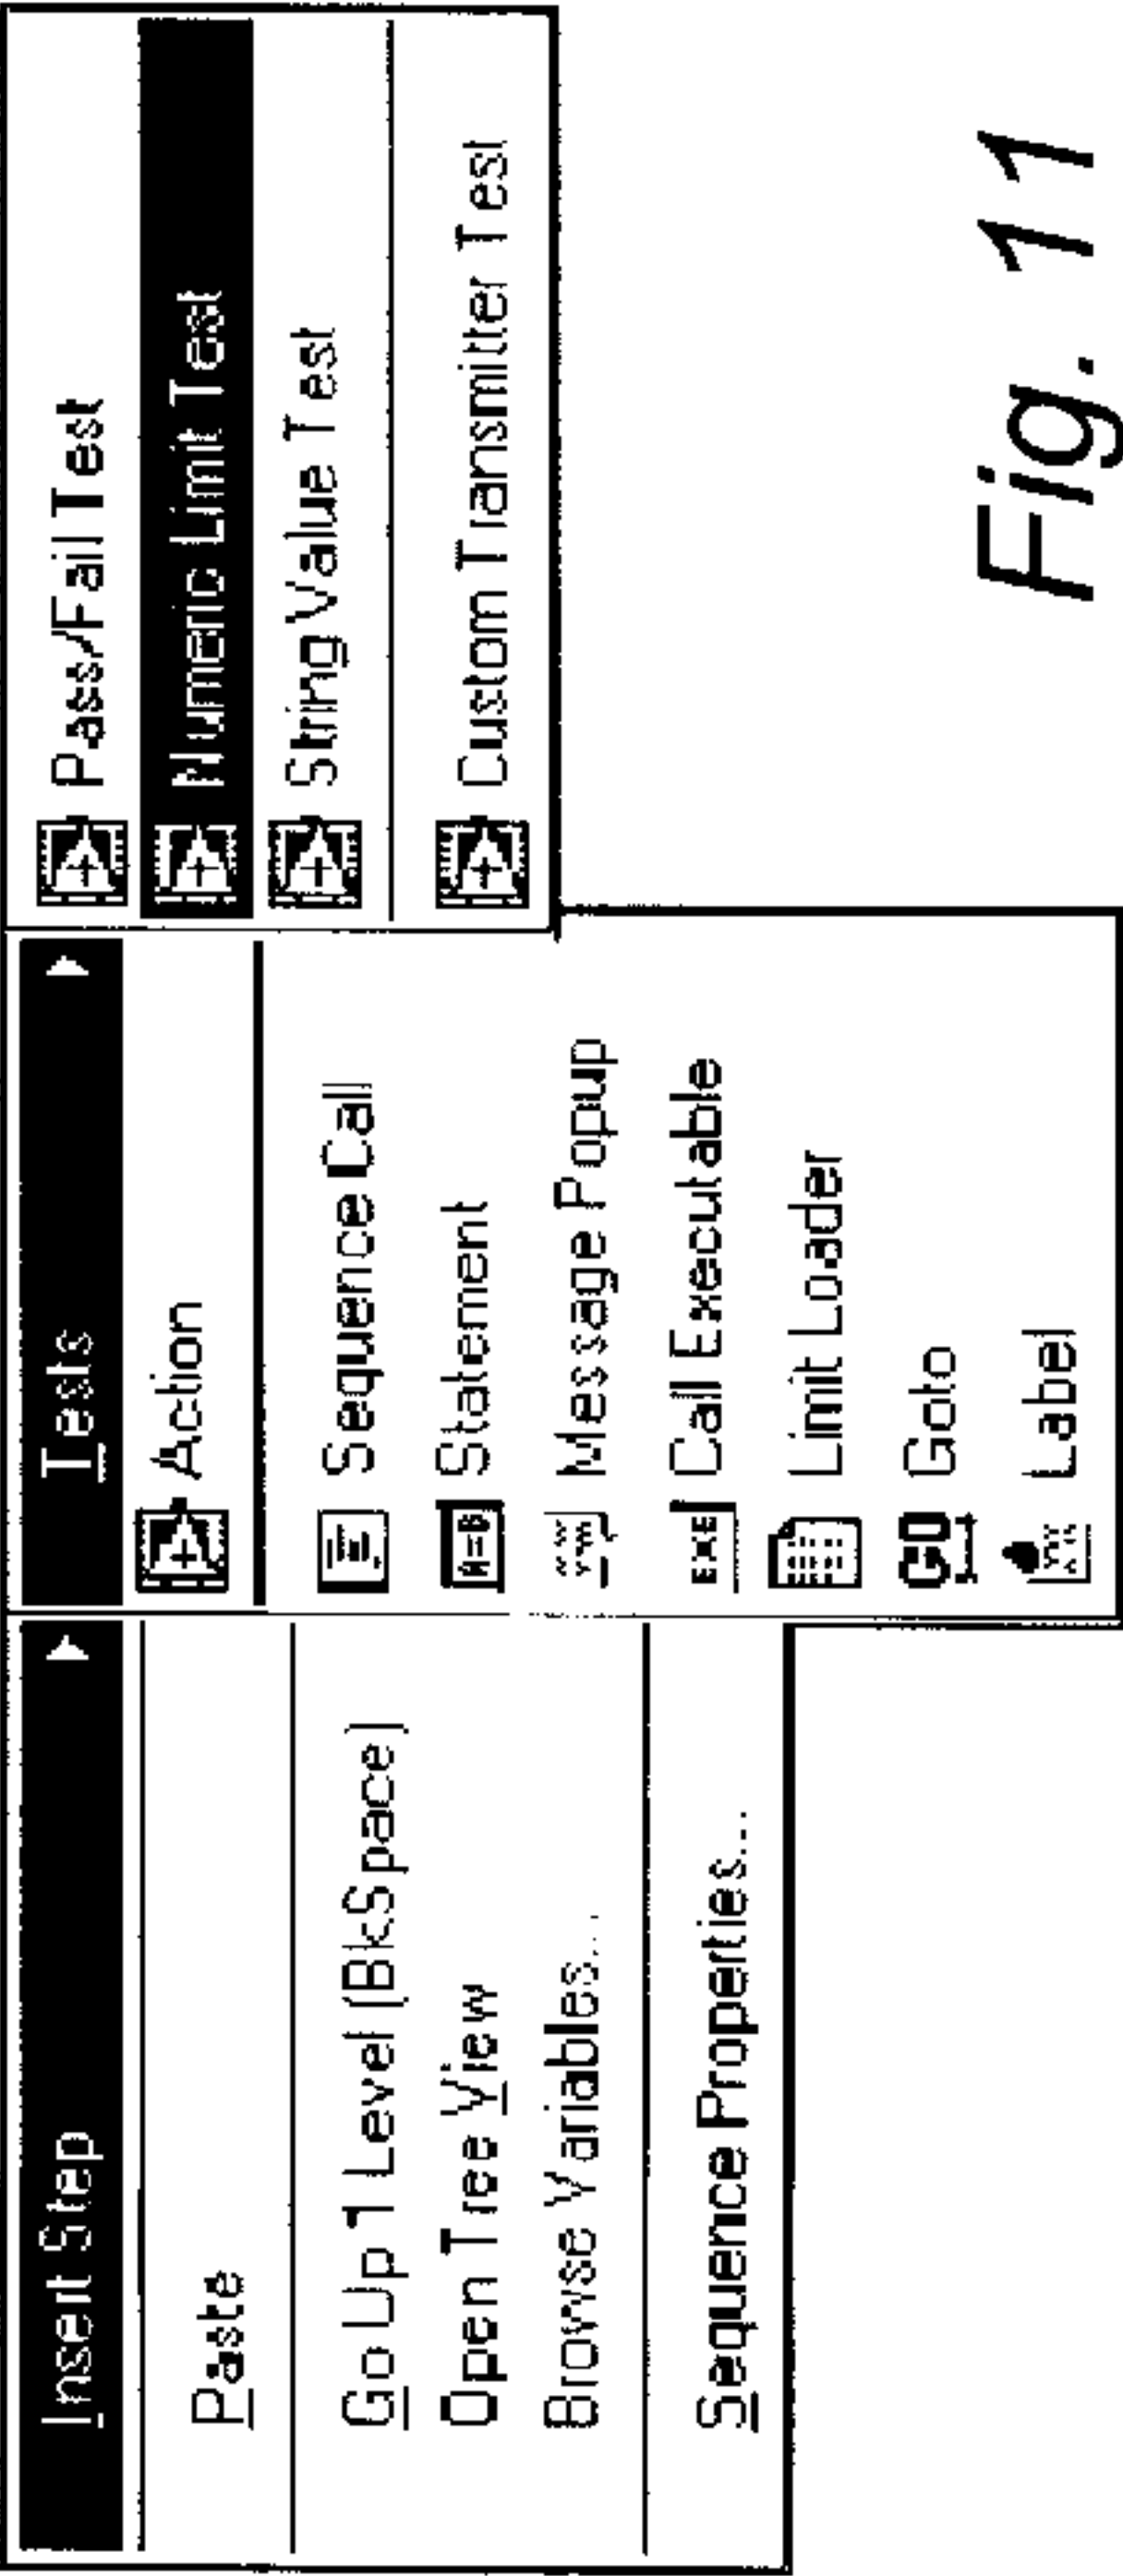 Insert Step
Paste
Go Up 1 Level (BkSpace)
Open Tree View
Browse Variables...
Sequence Properties...
Tests
Action
Sequence Call
A=B Statement
Message Popup
EXE Call Executable
Limit Loader
GO Goto
Label
Pass/Fail Test
Numeric Limit Test
String Value Test
Custom Transmitter Test
Fig. 11